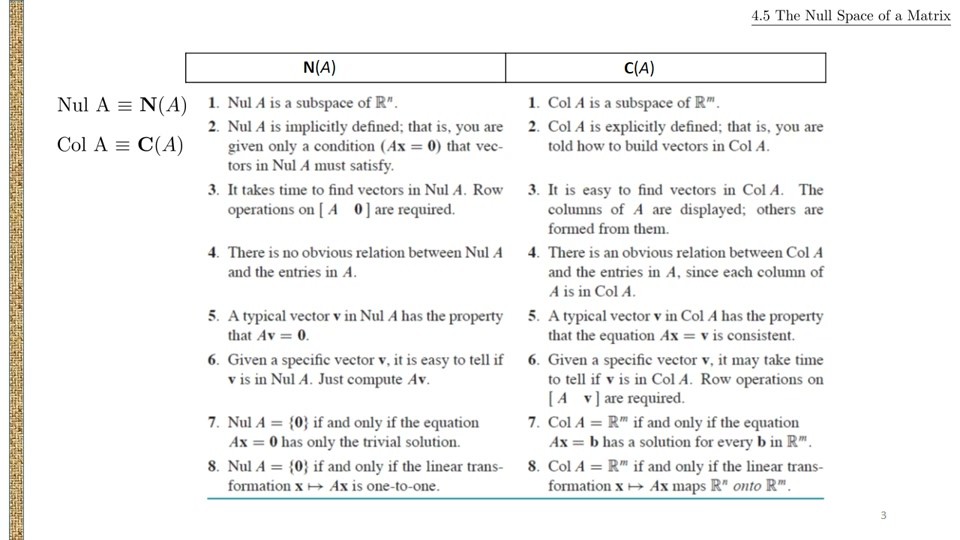 4.5 The Null Space of a Matrix
N(A) C(A)
Nul A ≡ N(A)
Col A ≡ C(A)
1. Nul A is a subspace of ℝⁿ.
2. Nul A is implicitly defined; that is, you are
given only a condition (Ax = 0) that vec-
tors in Nul A must satisfy.
3. It takes time to find vectors in Nul A. Row
operations on [ A 0 ] are required.
4. There is no obvious relation between Nul A
and the entries in A.
5. A typical vector v in Nul A has the property
that Av = 0.
6. Given a specific vector v, it is easy to tell if
v is in Nul A. Just compute Av.
7. Nul A = {0} if and only if the equation
Ax = 0 has only the trivial solution.
8. Nul A = {0} if and only if the linear trans-
formation x ↦ Ax is one-to-one.
1. Col A is a subspace of ℝᵐ.
2. Col A is explicitly defined; that is, you are
told how to build vectors in Col A.
3. It is easy to find vectors in Col A. The
columns of A are displayed; others are
formed from them.
4. There is an obvious relation between Col A
and the entries in A, since each column of
A is in Col A.
5. A typical vector v in Col A has the property
that the equation Ax = v is consistent.
6. Given a specific vector v, it may take time
to tell if v is in Col A. Row operations on
[ A v ] are required.
7. Col A = ℝᵐ if and only if the equation
Ax = b has a solution for every b in ℝᵐ.
8. Col A = ℝᵐ if and only if the linear trans-
formation x ↦ Ax maps ℝⁿ onto ℝᵐ.
3